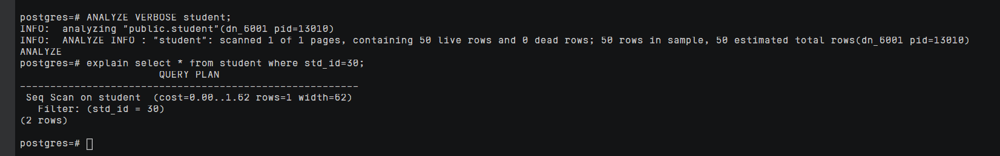 postgres=# ANALYZE VERBOSE student;
INFO:  analyzing "public.student"(dn_6001 pid=13010)
INFO:  ANALYZE INFO : "student": scanned 1 of 1 pages, containing 50 live rows and 0 dead rows; 50 rows in sample, 50 estimated total rows(dn_6001 pid=13010)
ANALYZE
postgres=# explain select * from student where std_id=30;
                       QUERY PLAN
--------------------------------------------------------
 Seq Scan on student  (cost=0.00..1.62 rows=1 width=62)
   Filter: (std_id = 30)
(2 rows)
postgres=#